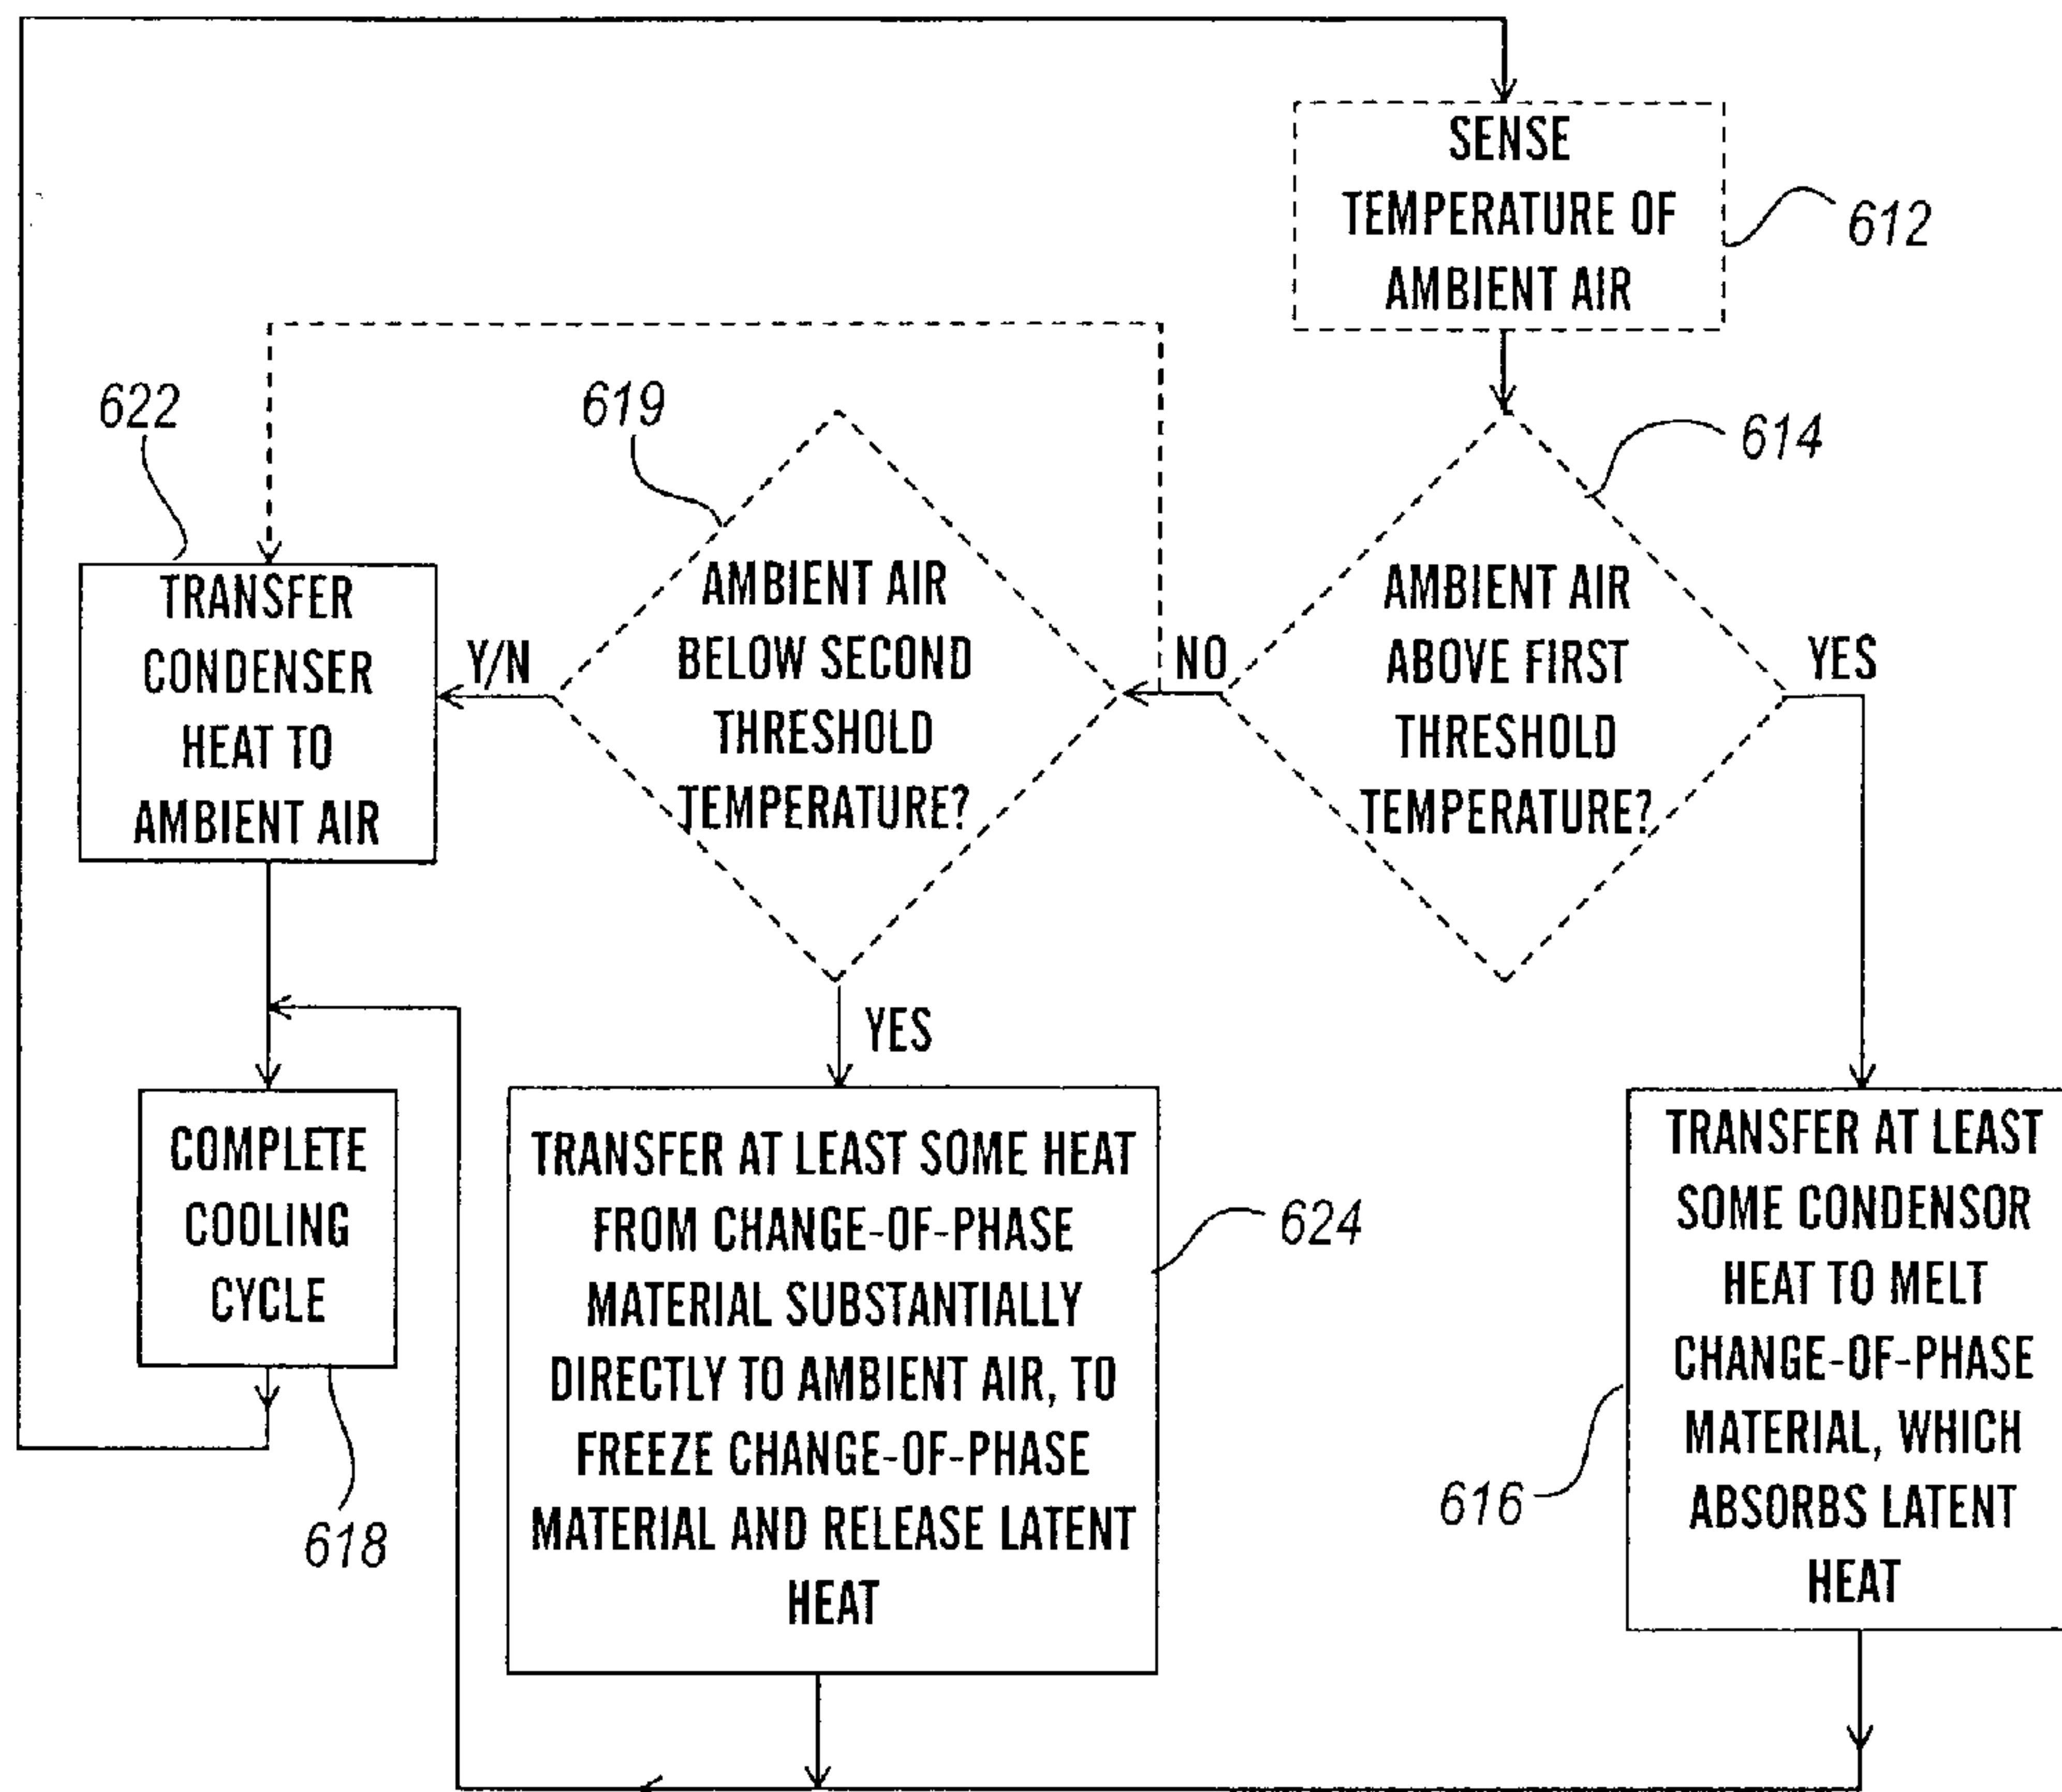 SENSE
TEMPERATURE OF
AMBIENT AIR
612
622
619
614
TRANSFER
CONDENSER
HEAT TO
AMBIENT AIR
Y/N
AMBIENT AIR
BELOW SECOND
THRESHOLD
TEMPERATURE?
NO
AMBIENT AIR
ABOVE FIRST
THRESHOLD
TEMPERATURE?
YES
YES
COMPLETE
COOLING
CYCLE
618
TRANSFER AT LEAST SOME HEAT
FROM CHANGE-OF-PHASE
MATERIAL SUBSTANTIALLY
DIRECTLY TO AMBIENT AIR, TO
FREEZE CHANGE-OF-PHASE
MATERIAL AND RELEASE LATENT
HEAT
624
TRANSFER AT LEAST
SOME CONDENSOR
HEAT TO MELT
CHANGE-OF-PHASE
MATERIAL, WHICH
ABSORBS LATENT
HEAT
616